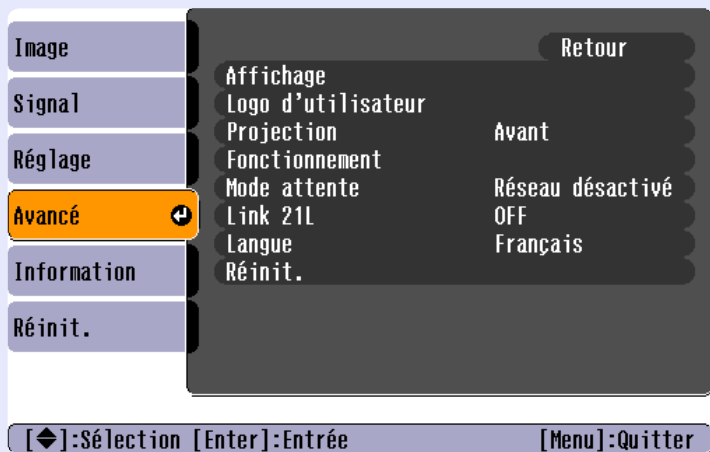 Image
Signal
Réglage
Avancé
Information
Réinit.
Retour
Affichage
Logo d'utilisateur
Projection Avant
Fonctionnement
Mode attente Réseau désactivé
Link 21L OFF
Langue Français
Réinit.
[◆]:Sélection [Enter]:Entrée [Menu]:Quitter